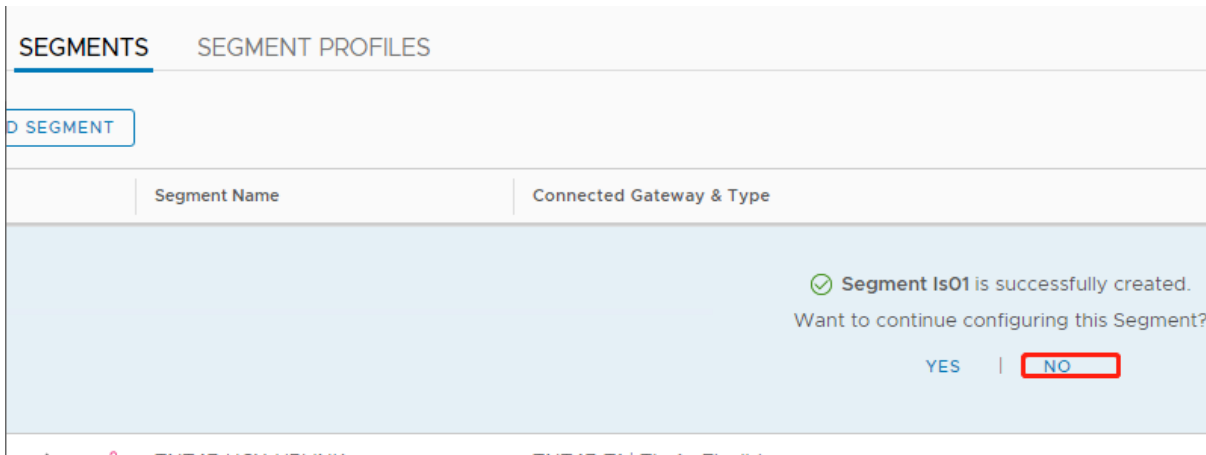 SEGMENTS SEGMENT PROFILES
D SEGMENT
Segment Name Connected Gateway & Type
Segment ls01 is successfully created.
Want to continue configuring this Segment?
YES | NO